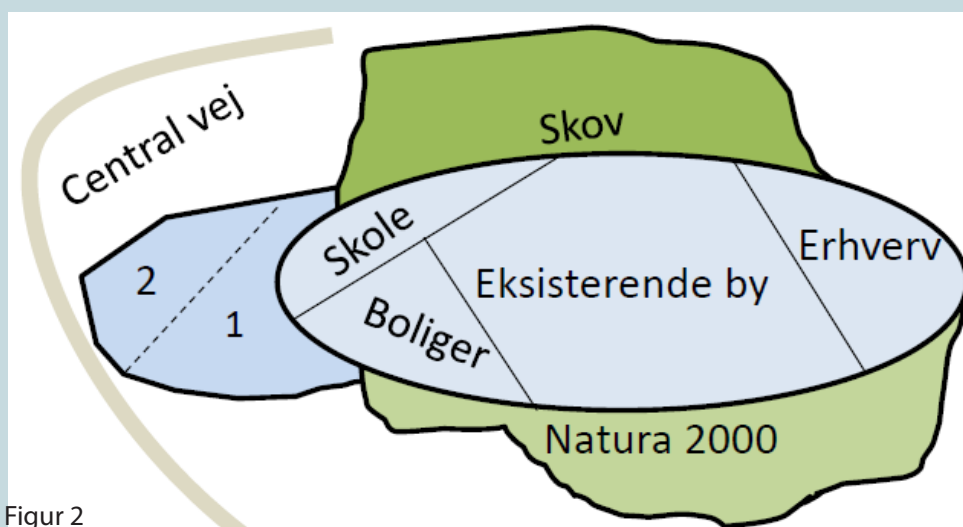 Central vej
Skov
Skole
Erhverv
2
Eksisterende by
1
Boliger
Natura 2000
Figur 2